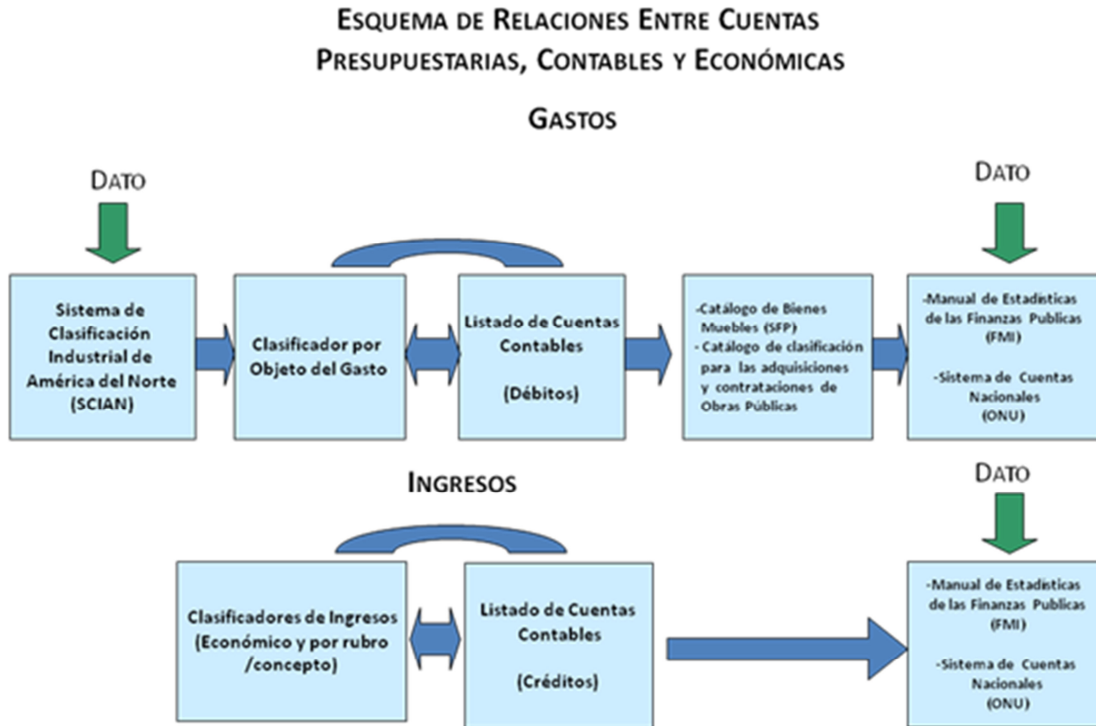 ESQUEMA DE RELACIONES ENTRE CUENTAS
PRESUPUESTARIAS, CONTABLES Y ECONÓMICAS
GASTOS
DATO
DATO
Sistema de
Clasificación
Industrial de
América del Norte
(SCIAN)
Clasificador por
Objeto del Gasto
Listado de Cuentas
Contables
(Débitos)
-Catálogo de Bienes
Muebles (SFP)
- Catálogo de clasificación
para las adquisiciones
y contrataciones de
Obras Públicas
-Manual de Estadísticas
de las Finanzas Publicas
(FMI)
-Sistema de Cuentas
Nacionales
(ONU)
INGRESOS
DATO
Clasificadores de Ingresos
(Económico y por rubro
/concepto)
Listado de Cuentas
Contables
(Créditos)
-Manual de Estadísticas
de las Finanzas Publicas
(FMI)
-Sistema de Cuentas
Nacionales
(ONU)